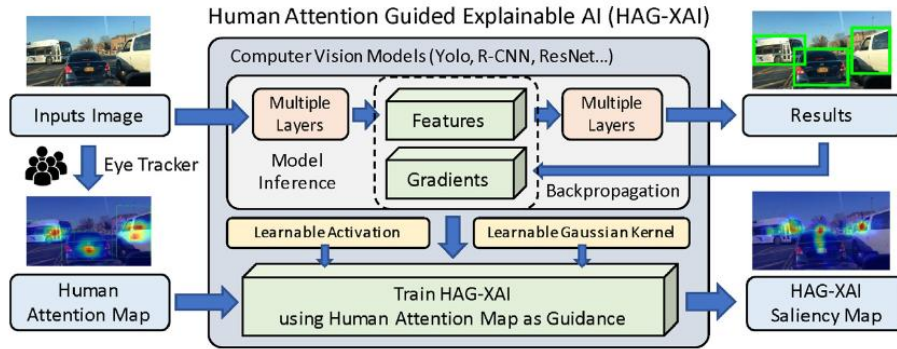 Human Attention Guided Explainable AI (HAG-XAI)
Computer Vision Models (Yolo, R-CNN, ResNet...)
Inputs Image
Multiple
Layers
Features
Multiple
Layers
Results
Eye Tracker
Model
Inference
Gradients
Backpropagation
Learnable Activation
Learnable Gaussian Kernel
Human
Attention Map
Train HAG-XAI
using Human Attention Map as Guidance
HAG-XAI
Saliency Map